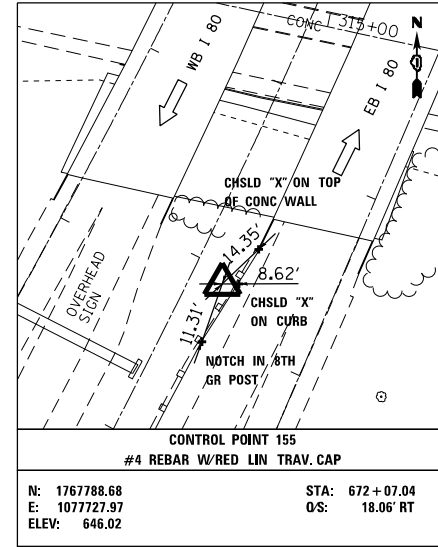 CONC
315+00
N
WB I 80
EB I 80
CHSLD "X" ON TOP
OF CONC WALL
14.35'
8.62'
CHSLD "X"
ON CURB
11.31'
OVERHEAD
SIGN
NOTCH IN 8TH
GR POST
CONTROL POINT 155
#4 REBAR W/RED LIN TRAV. CAP
N: 1767788.68 STA: 672+07.04
E: 1077727.97 O/S: 18.06' RT
ELEV: 646.02